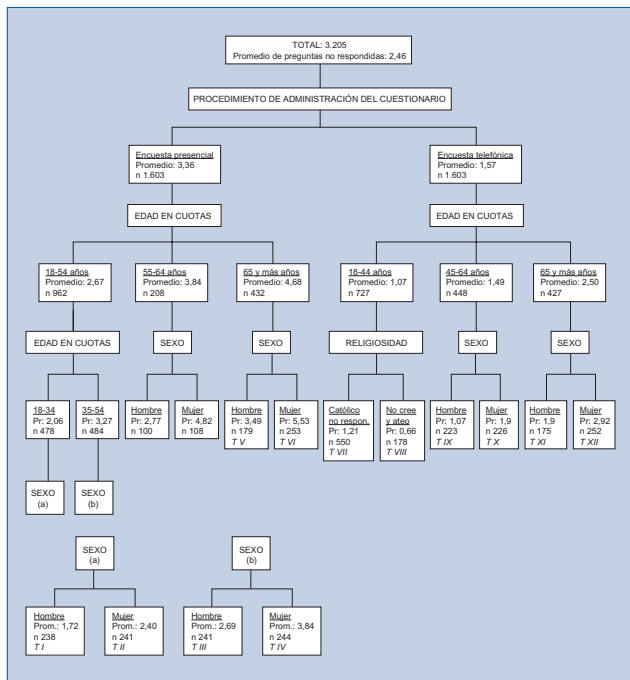 TOTAL: 3.205
Promedio de preguntas no respondidas: 2,46
PROCEDIMIENTO DE ADMINISTRACIÓN DEL CUESTIONARIO
Encuesta presencial
Promedio: 3,36
n 1.603
Encuesta telefónica
Promedio: 1,57
n 1.603
EDAD EN CUOTAS
EDAD EN CUOTAS
18-54 años
Promedio: 2,67
n 962
55-64 años
Promedio: 3,84
n 208
65 y más años
Promedio: 4,68
n 432
18-44 años
Promedio: 1,07
n 727
45-64 años
Promedio: 1,49
n 448
65 y más años
Promedio: 2,50
n 427
EDAD EN CUOTAS
SEXO
SEXO
RELIGIOSIDAD
SEXO
SEXO
18-34
Pr: 2,06
n 478
35-54
Pr: 3,27
n 484
Hombre
Pr: 2,77
n 100
Mujer
Pr: 4,82
n 108
Hombre
Pr: 3,49
n 179
T V
Mujer
Pr: 5,53
n 253
T VI
Católico
no respon.
Pr: 1,21
n 550
T VII
No cree
y ateo
Pr: 0,66
n 178
T VIII
Hombre
Pr: 1,07
n 223
T IX
Mujer
Pr: 1,9
n 226
T X
Hombre
Pr: 1,9
n 175
T XI
Mujer
Pr: 2,92
n 252
T XII
SEXO
(a)
SEXO
(b)
SEXO
(a)
SEXO
(b)
Hombre
Prom.: 1,72
n 238
T I
Mujer
Prom.: 2,40
n 241
T II
Hombre
Prom.: 2,69
n 241
T III
Mujer
Prom.: 3,84
n 244
T IV